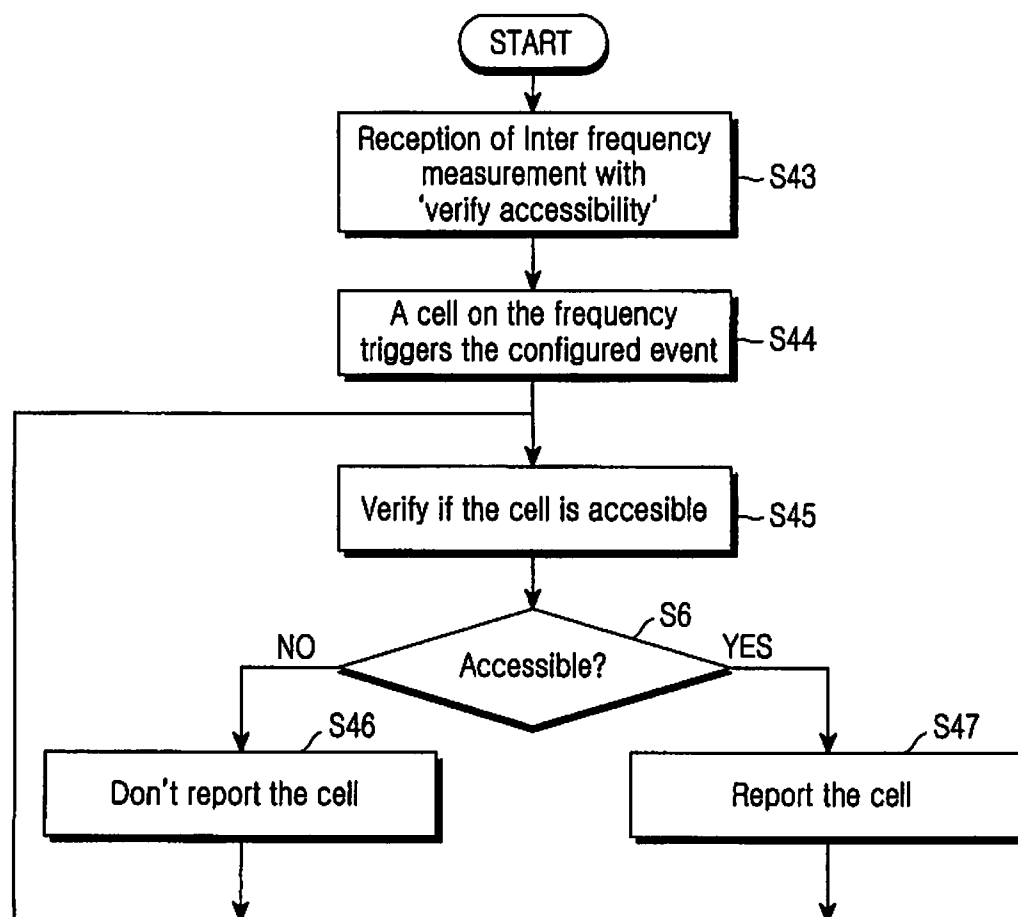 START
Reception of Inter frequency
measurement with
'verify accessibility'
S43
A cell on the frequency
triggers the configured event
S44
Verify if the cell is accesible
S45
S6
NO
Accessible?
YES
S46
Don't report the cell
S47
Report the cell